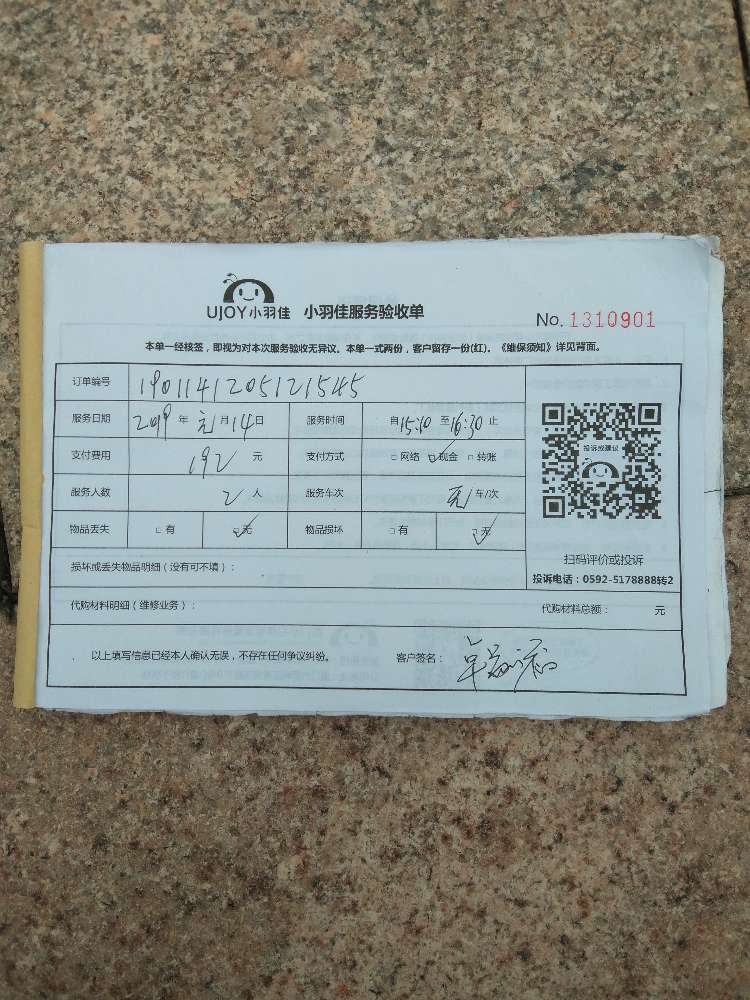 UJOY小羽佳 小羽佳服务验收单
No. 1310901
本单一经核签，即视为对本次服务验收无异议。本单一式两份，客户留存一份(红)。《维保须知》详见背面。
订单编号 1901141205121545
服务日期 2019 年 元 月 14 日 服务时间 自 15:10 至 16:30 止
支付费用 192 元 支付方式 □网络 □现金 □转账
服务人数 2 人 服务车次 车/次
物品丢失 □有 □无 物品损坏 □有 □无
投诉或建议
扫码评价或投诉
投诉电话：0592-5178888转2
损坏或丢失物品明细（没有可不填）：
代购材料明细（维修业务）： 代购材料总额： 元
以上填写信息已经本人确认无误，不存在任何争议纠纷。 客户签名：